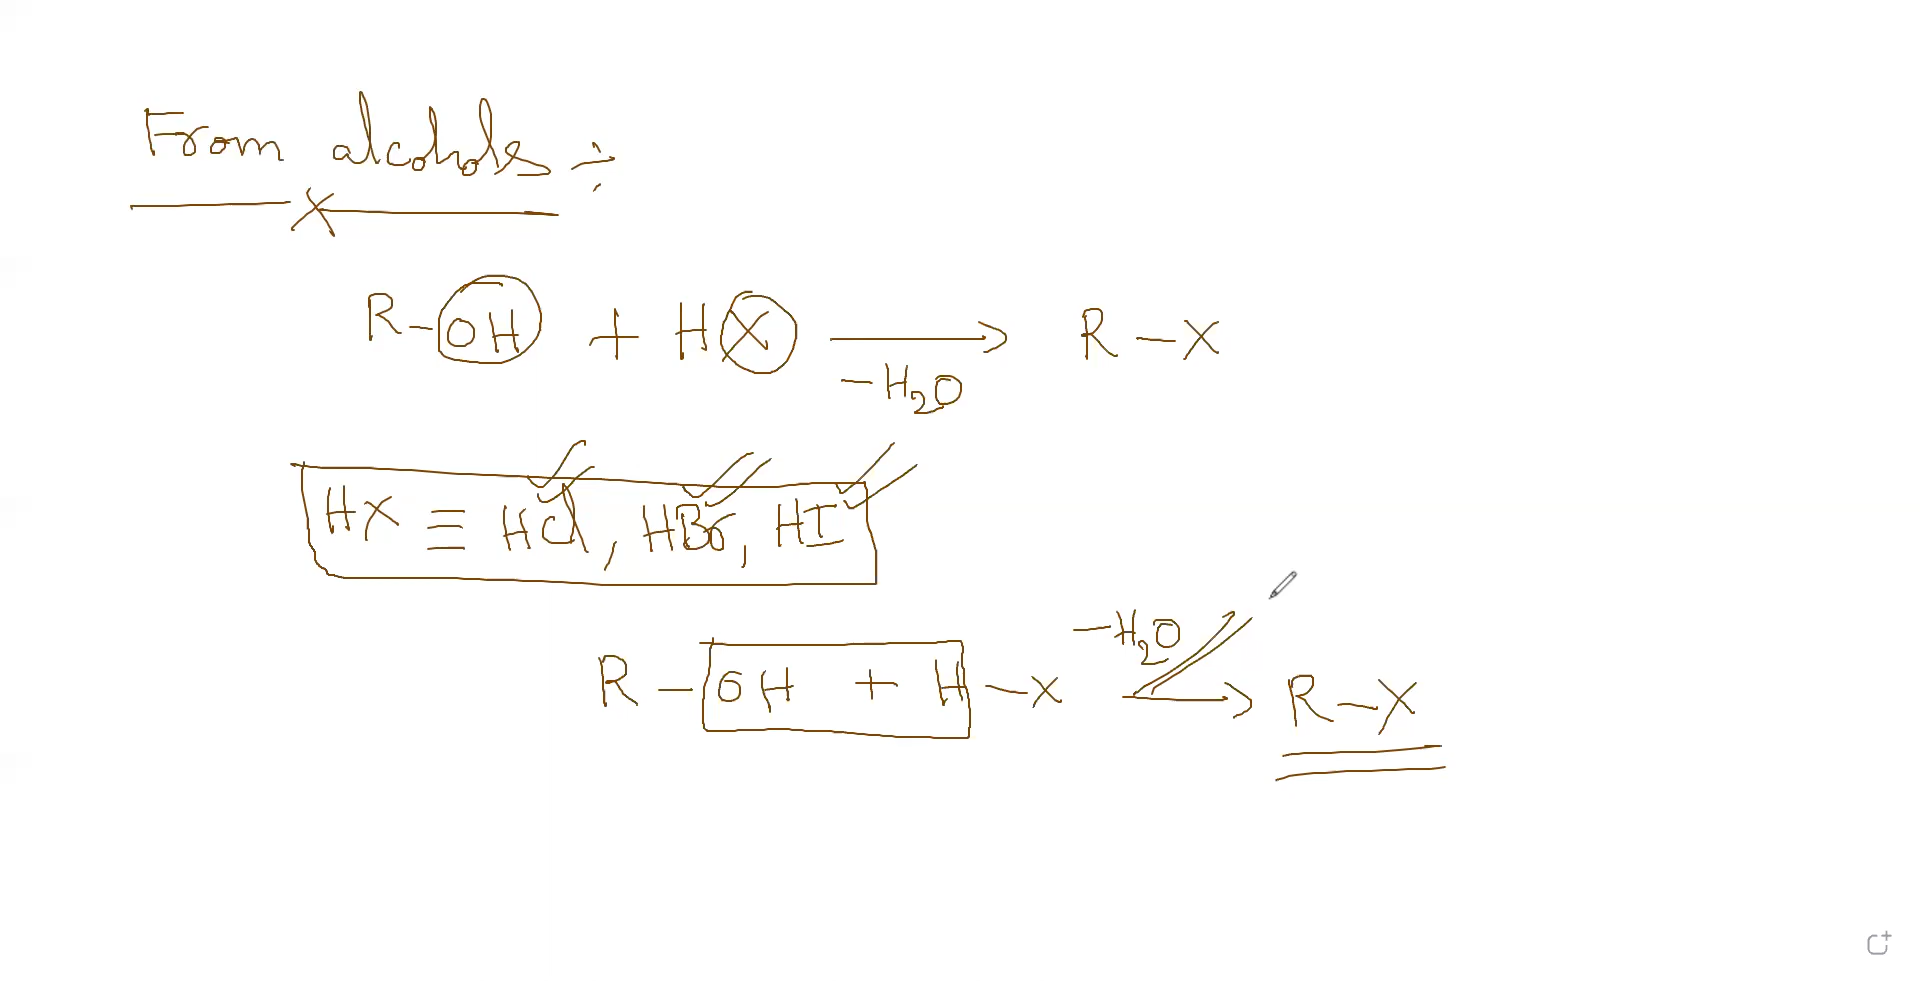 From alcohols :-
R-OH + HX → R-X
-H₂O
HX ≡ HCl, HBr, HI
-H₂O
R-OH + H-X → R-X